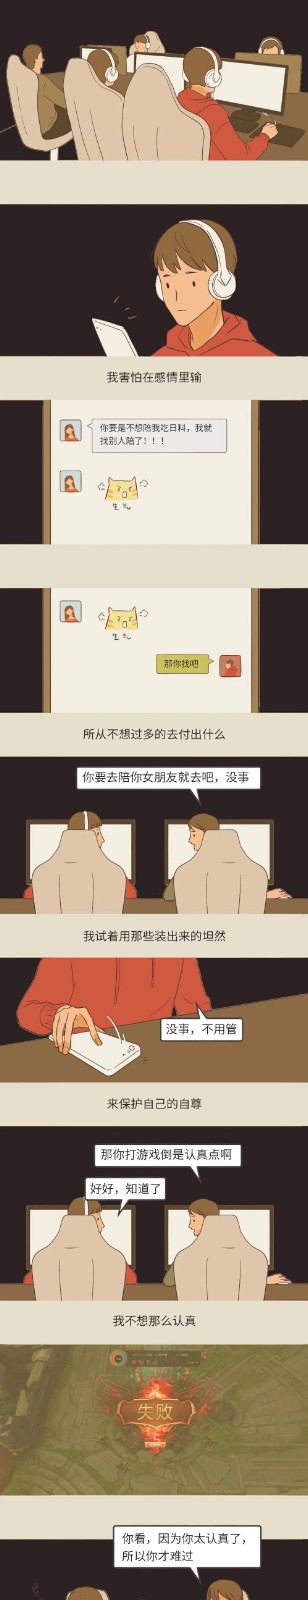 我害怕在感情里输
你要是不想陪我吃日料，我就
找别人陪了！！！
生气
生气
那你找吧
所从不想过多的去付出什么
你要去陪你女朋友就去吧，没事
我试着用那些装出来的坦然
没事，不用管
来保护自己的自尊
那你打游戏倒是认真点啊
好好，知道了
我不想那么认真
失败
你看，因为你太认真了，
所以你才难过